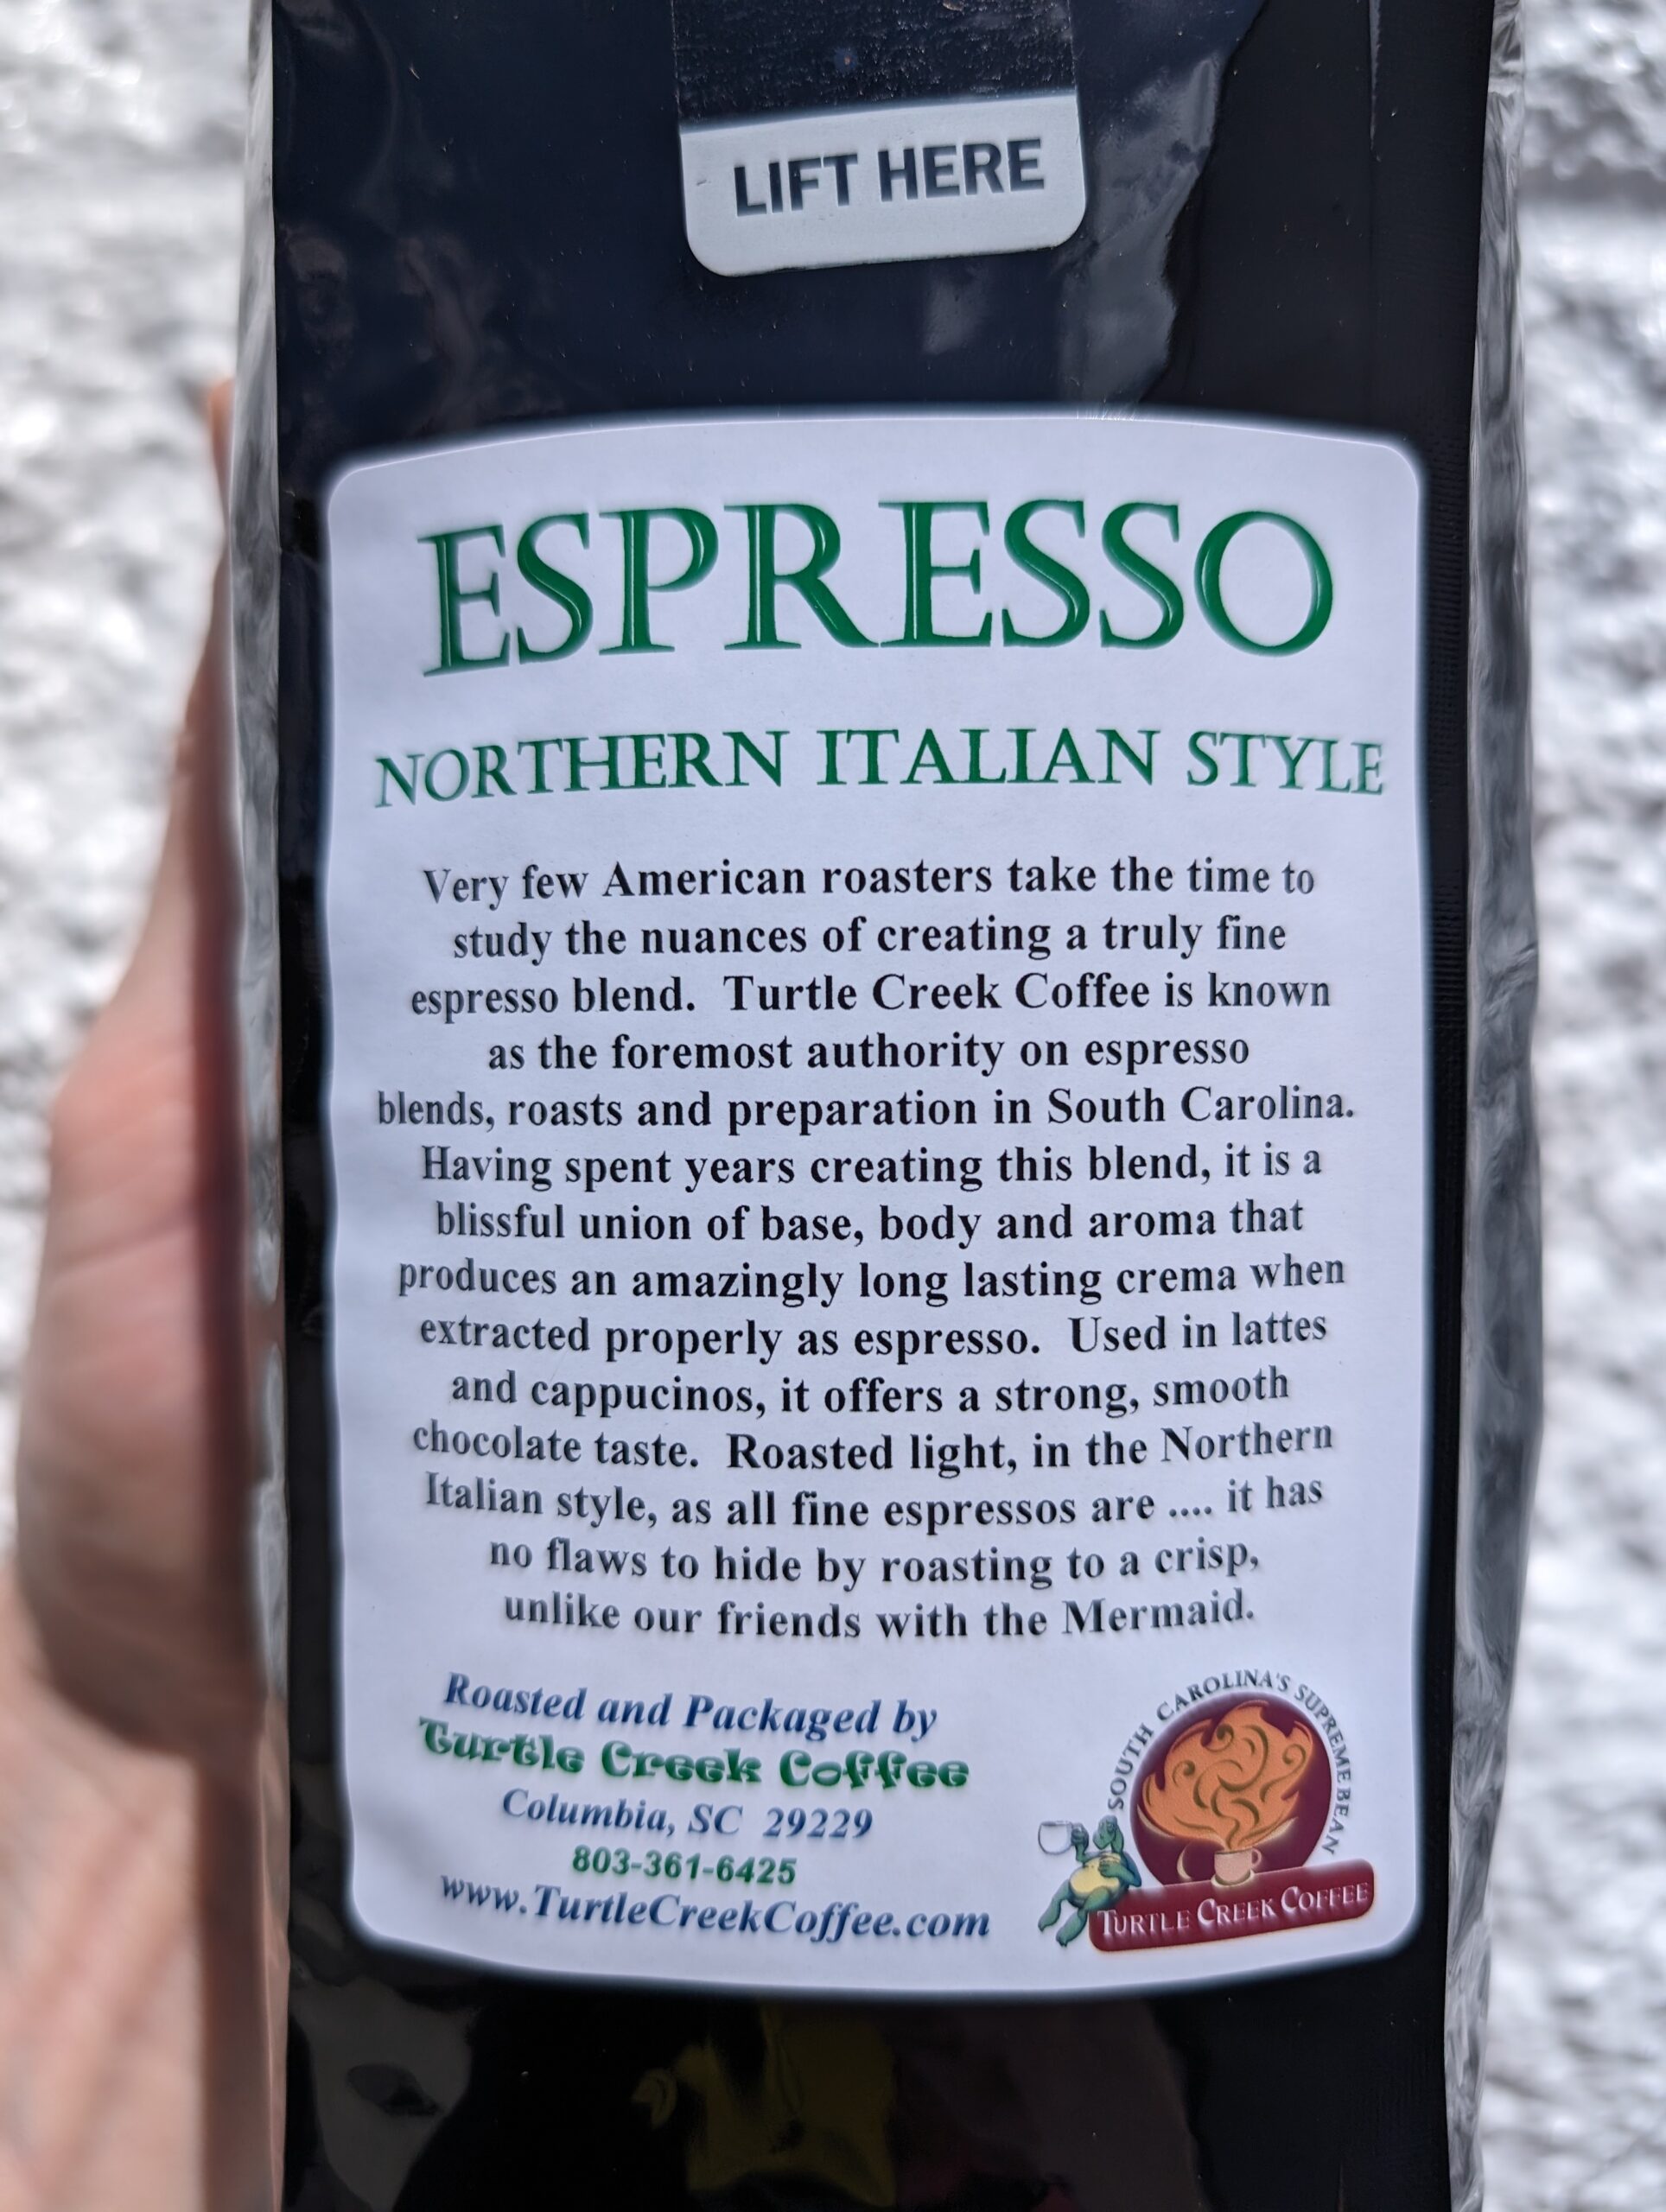 LIFT HERE
ESPRESSO
NORTHERN ITALIAN STYLE
Very few American roasters take the time to
study the nuances of creating a truly fine
espresso blend.  Turtle Creek Coffee is known
as the foremost authority on espresso
blends, roasts and preparation in South Carolina.
Having spent years creating this blend, it is a
blissful union of base, body and aroma that
produces an amazingly long lasting crema when
extracted properly as espresso.  Used in lattes
and cappucinos, it offers a strong, smooth
chocolate taste.  Roasted light, in the Northern
Italian style, as all fine espressos are .... it has
no flaws to hide by roasting to a crisp,
unlike our friends with the Mermaid.
Roasted and Packaged by
Turtle Creek Coffee
Columbia, SC  29229
803-361-6425
www.TurtleCreekCoffee.com
SOUTH CAROLINA'S SUPREME BEAN
TURTLE CREEK COFFEE